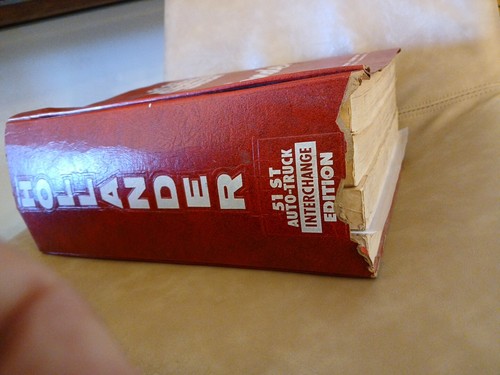 HOLLANDER
51 ST
AUTO-TRUCK
INTERCHANGE
EDITION